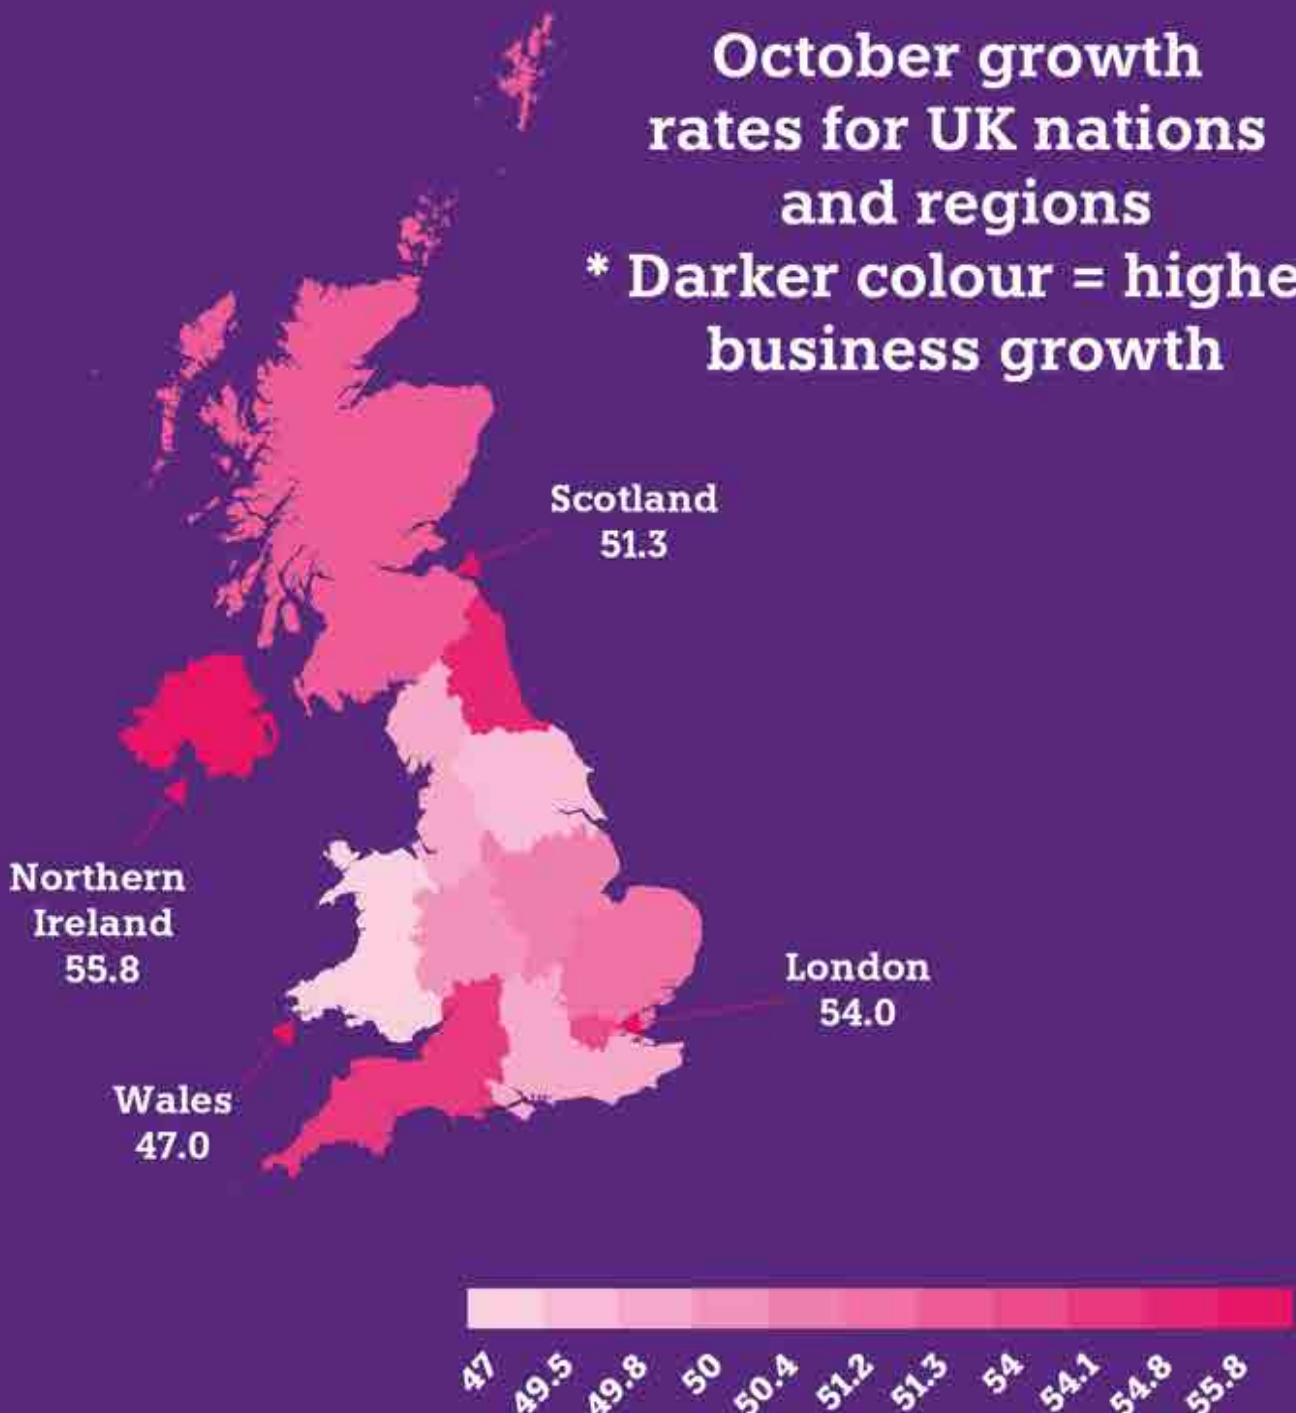 October growth
rates for UK nations
and regions
* Darker colour = highe
business growth
Scotland
51.3
Northern
Ireland
55.8
London
54.0
Wales
47.0
47 49.5 49.8 50 50.4 51.2 51.3 54 54.1 54.8 55.8